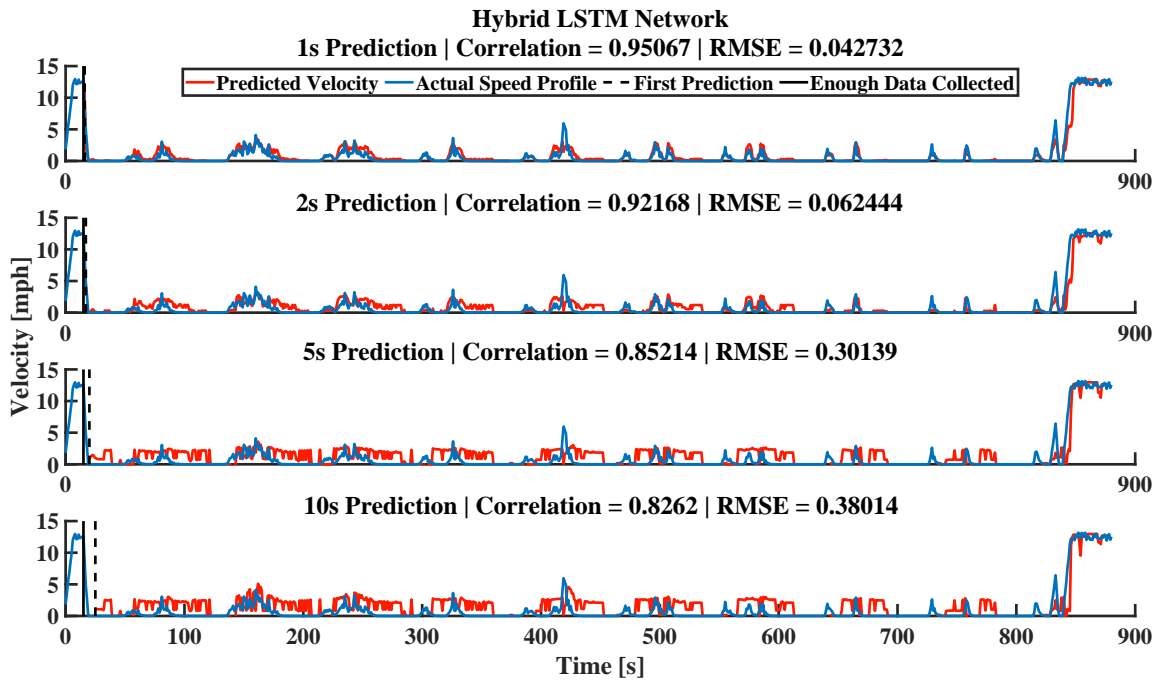 Hybrid LSTM Network
1s Prediction | Correlation = 0.95067 | RMSE = 0.042732
Predicted Velocity Actual Speed Profile First Prediction Enough Data Collected
15
10
5
0
0 900
2s Prediction | Correlation = 0.92168 | RMSE = 0.062444
15
10
5
0
0 900
Velocity [mph]
5s Prediction | Correlation = 0.85214 | RMSE = 0.30139
15
10
5
0
0 900
10s Prediction | Correlation = 0.8262 | RMSE = 0.38014
15
10
5
0
0 100 200 300 400 500 600 700 800 900
Time [s]